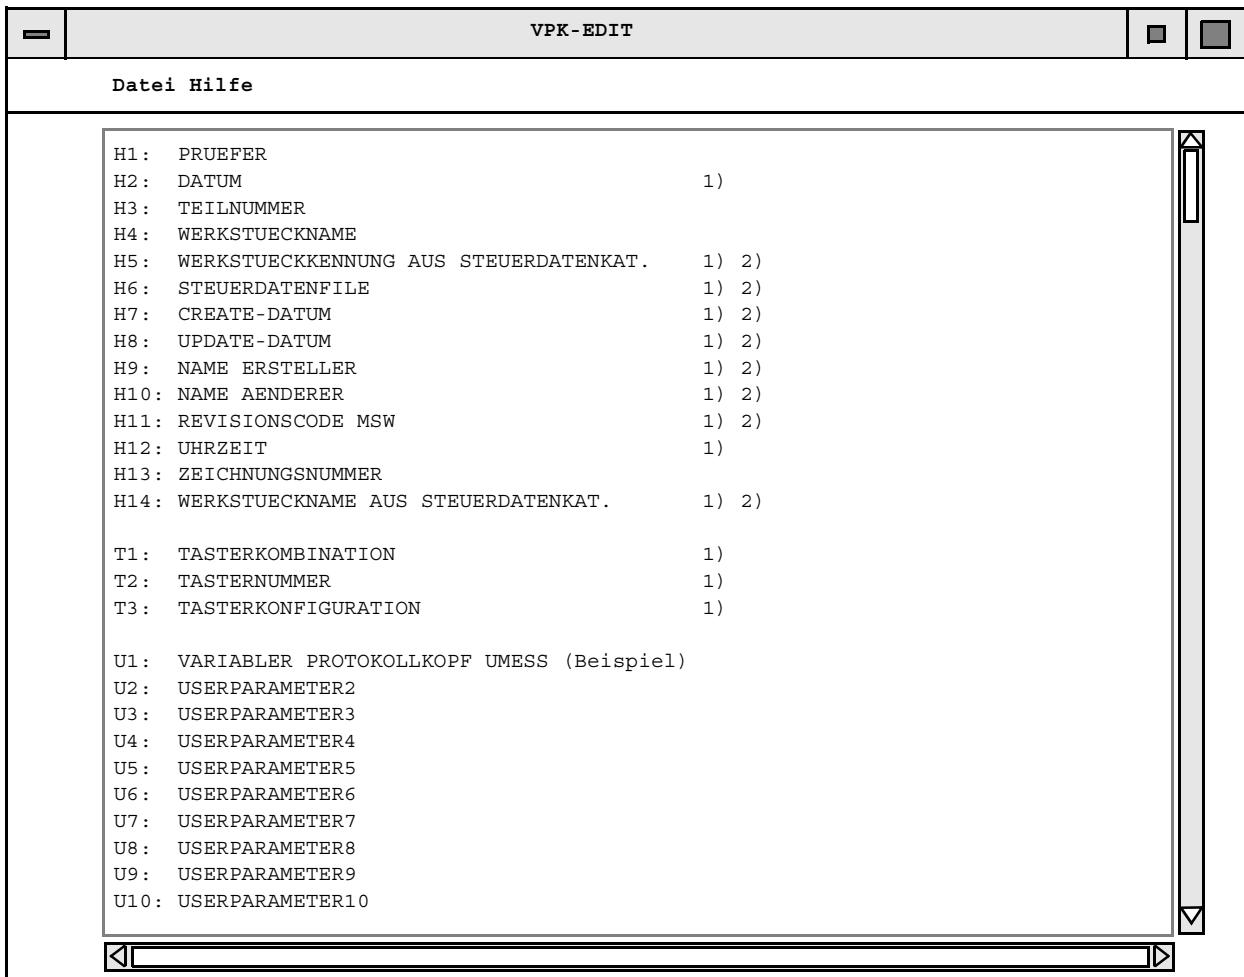 VPK-EDIT
Datei Hilfe
H1: PRUEFER
H2: DATUM 1)
H3: TEILNUMMER
H4: WERKSTUECKNAME
H5: WERKSTUECKKENNUNG AUS STEUERDATENKAT. 1) 2)
H6: STEUERDATENFILE 1) 2)
H7: CREATE-DATUM 1) 2)
H8: UPDATE-DATUM 1) 2)
H9: NAME ERSTELLER 1) 2)
H10: NAME AENDERER 1) 2)
H11: REVISIONSCODE MSW 1) 2)
H12: UHRZEIT 1)
H13: ZEICHNUNGSNUMMER
H14: WERKSTUECKNAME AUS STEUERDATENKAT. 1) 2)
T1: TASTERKOMBINATION 1)
T2: TASTERNUMMER 1)
T3: TASTERKONFIGURATION 1)
U1: VARIABLER PROTOKOLLKOPF UMESS (Beispiel)
U2: USERPARAMETER2
U3: USERPARAMETER3
U4: USERPARAMETER4
U5: USERPARAMETER5
U6: USERPARAMETER6
U7: USERPARAMETER7
U8: USERPARAMETER8
U9: USERPARAMETER9
U10: USERPARAMETER10